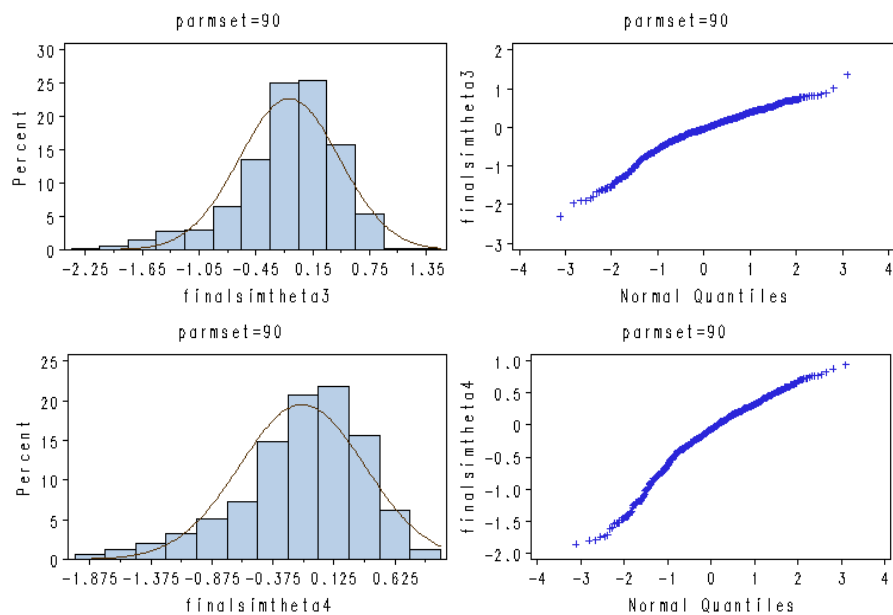 parmset=90
30
25
20
15
10
5
0
Percent
-2.25 -1.65 -1.05 -0.45 0.15 0.75 1.35
finalsimtheta3
parmset=90
2
1
0
-1
-2
-3
finalsimtheta3
-4 -3 -2 -1 0 1 2 3 4
Normal Quantiles
parmset=90
25
20
15
10
5
0
Percent
-1.875 -1.375 -0.875 -0.375 0.125 0.625
finalsimtheta4
parmset=90
1.0
0.5
0
-0.5
-1.0
-1.5
-2.0
finalsimtheta4
-4 -3 -2 -1 0 1 2 3 4
Normal Quantiles